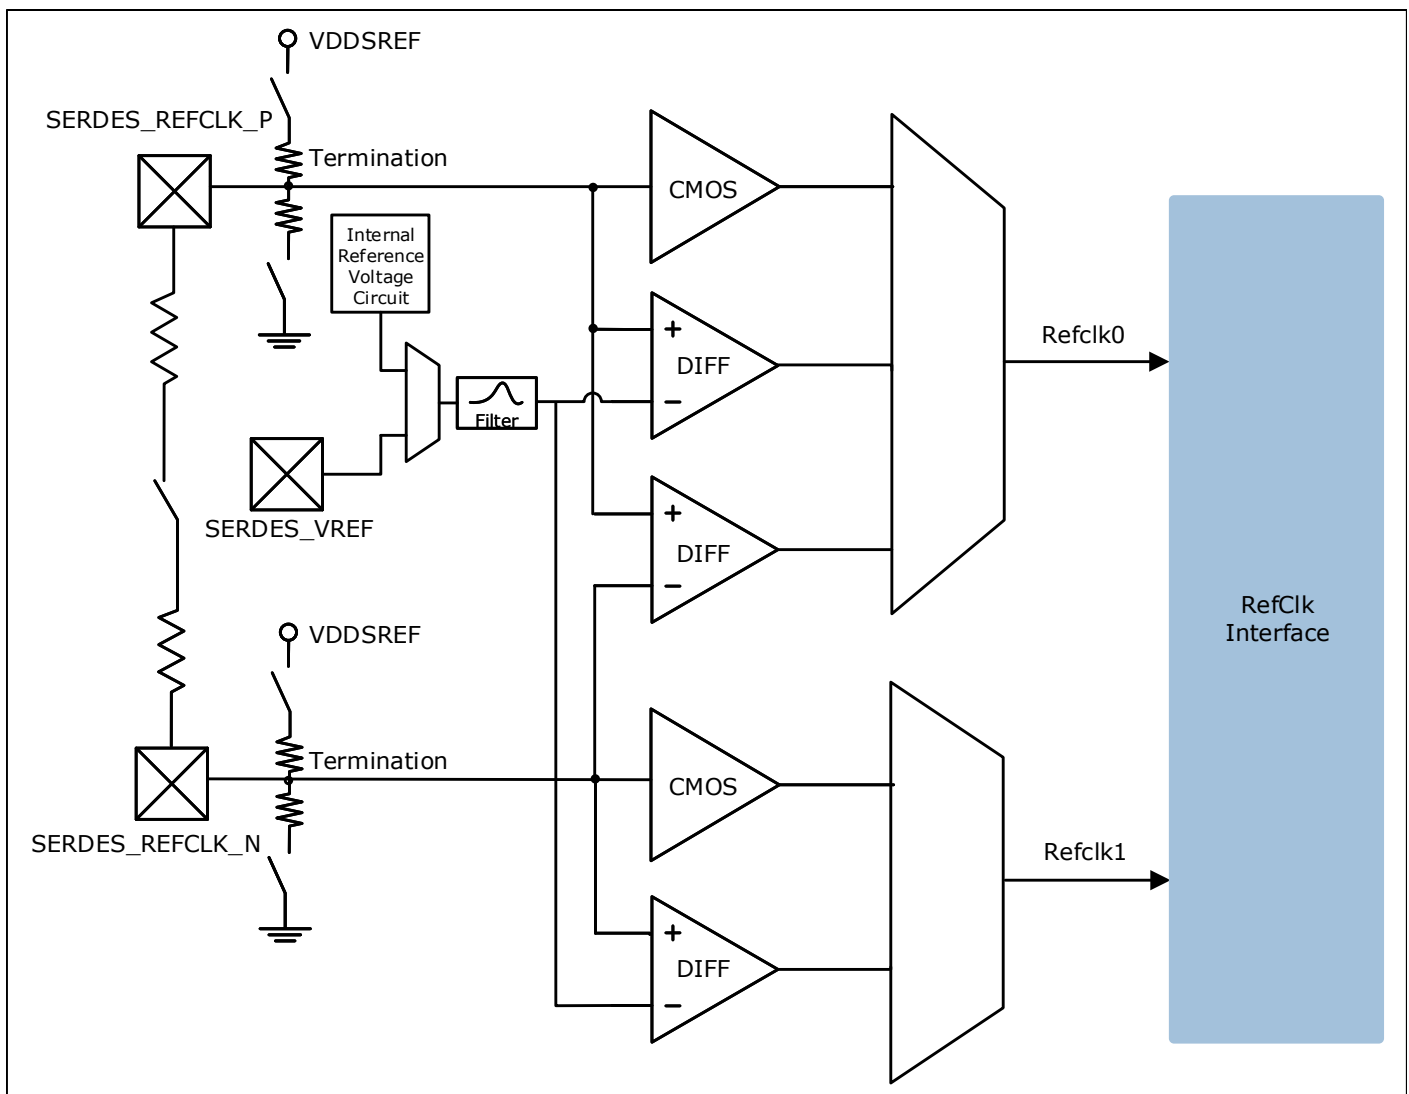 VDDSREF
SERDES_REFCLK_P
Termination
CMOS
Internal
Reference
Voltage
Circuit
+
DIFF
−
Refclk0
Filter
SERDES_VREF
+
DIFF
−
RefClk
Interface
VDDSREF
Termination
CMOS
SERDES_REFCLK_N
Refclk1
+
DIFF
−